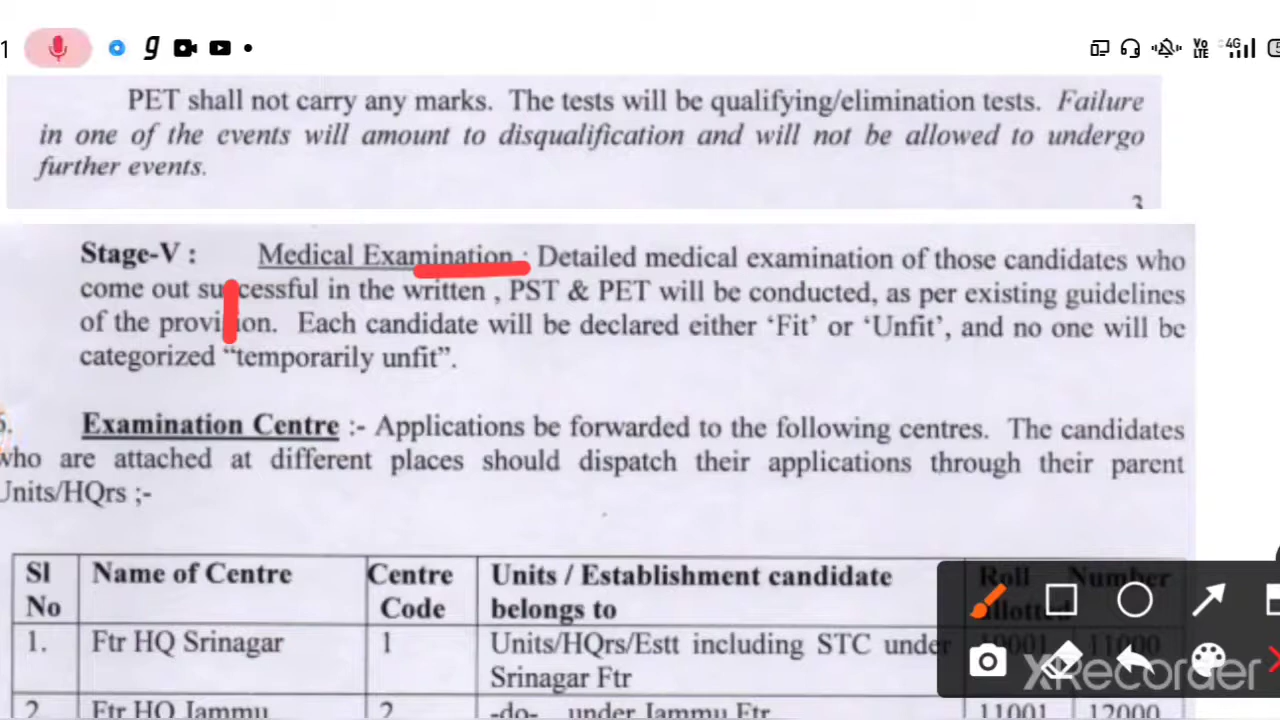 PET shall not carry any marks. The tests will be qualifying/elimination tests. Failure
in one of the events will amount to disqualification and will not be allowed to undergo
further events.
3
Stage-V : Medical Examination : Detailed medical examination of those candidates who
come out successful in the written , PST & PET will be conducted, as per existing guidelines
of the provision. Each candidate will be declared either ‘Fit’ or ‘Unfit’, and no one will be
categorized “temporarily unfit”.
Examination Centre :- Applications be forwarded to the following centres. The candidates
who are attached at different places should dispatch their applications through their parent
Units/HQrs ;-
Sl No Name of Centre Centre Code Units / Establishment candidate belongs to Roll Number allotted
1. Ftr HQ Srinagar 1 Units/HQrs/Estt including STC under Srinagar Ftr 10001 11000
2. Ftr HQ Jammu 2 -do- under Jammu Ftr 11001 12000
XRecorder